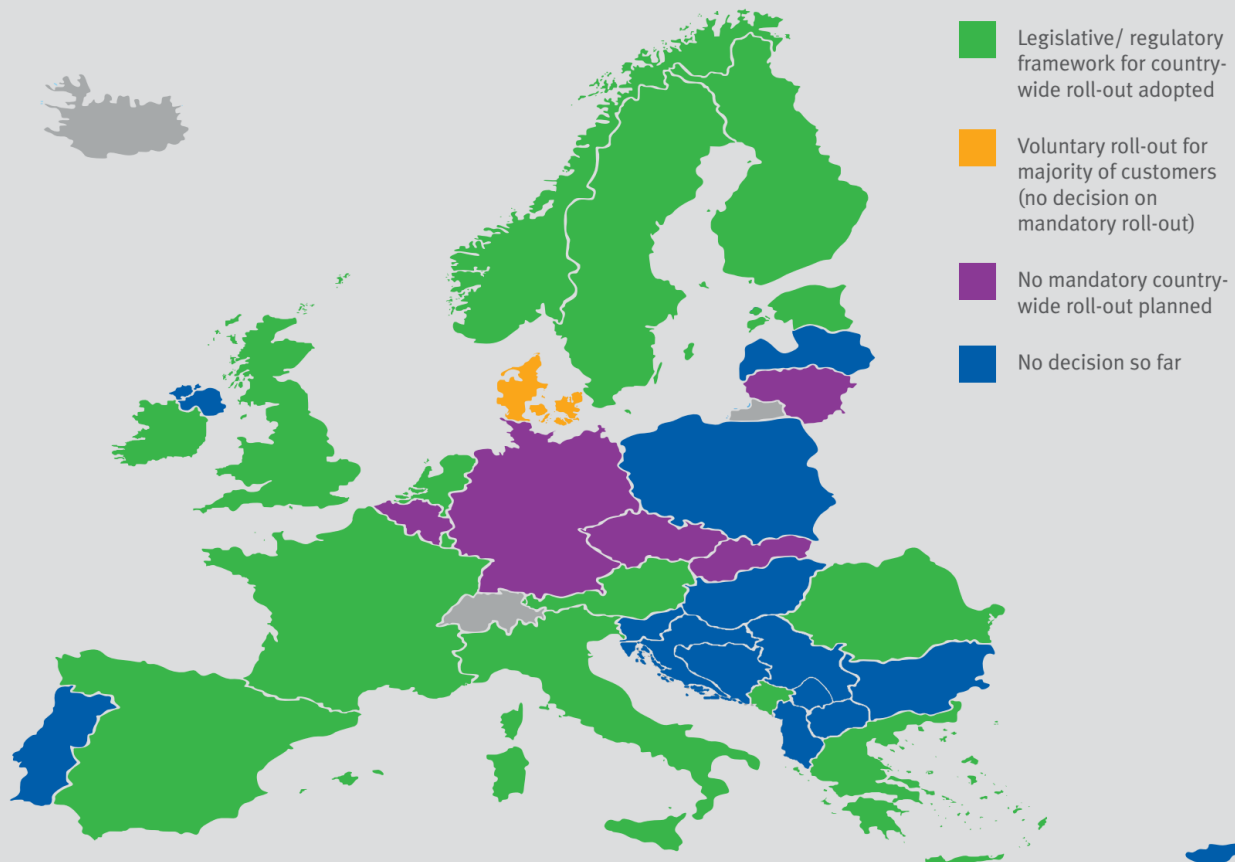 Legislative/ regulatory
framework for country-
wide roll-out adopted
Voluntary roll-out for
majority of customers
(no decision on
mandatory roll-out)
No mandatory country-
wide roll-out planned
No decision so far